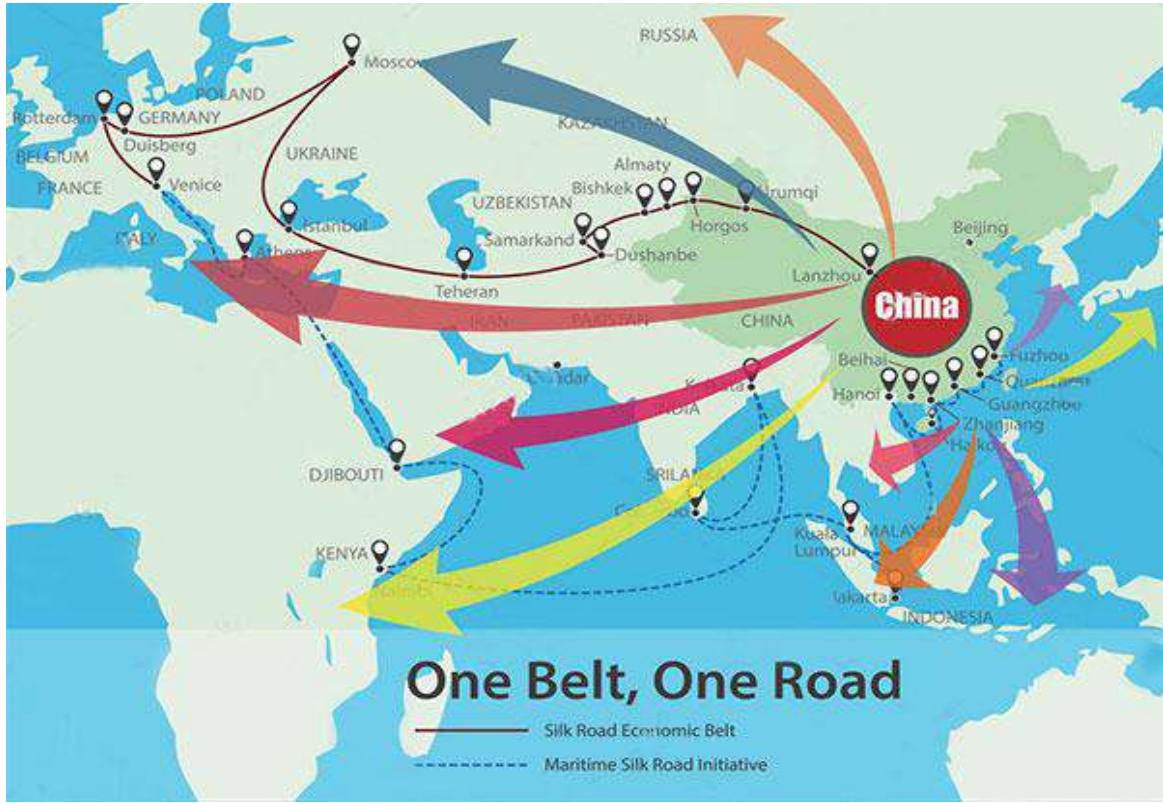 RUSSIA
Moscow
POLAND
Rotterdam
GERMANY
KAZAKHSTAN
Duisberg
BELGIUM
UKRAINE
Almaty
FRANCE
Venice
Bishkek
Urumqi
UZBEKISTAN
Horgos
Istanbul
Beijing
ITALY
Samarkand
Athens
Dushanbe
Lanzhou
Teheran
China
IRAN
PAKISTAN
CHINA
Beihai
Fuzhou
Hanoi
INDIA
Guangzhou
Zhanjiang
DJIBOUTI
Kuala
Lumpur
KENYA
Jakarta
INDONESIA
One Belt, One Road
Silk Road Economic Belt
Maritime Silk Road Initiative